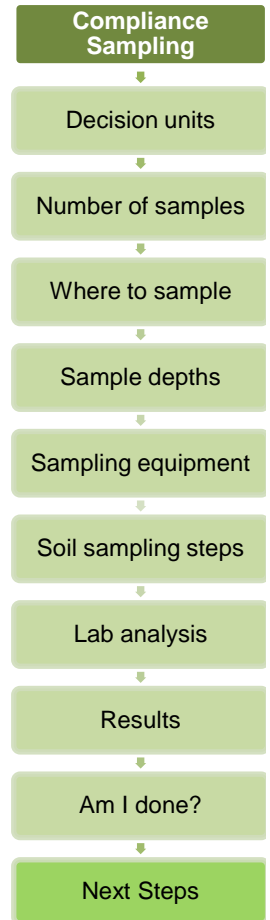 Compliance
Sampling
Decision units
Number of samples
Where to sample
Sample depths
Sampling equipment
Soil sampling steps
Lab analysis
Results
Am I done?
Next Steps